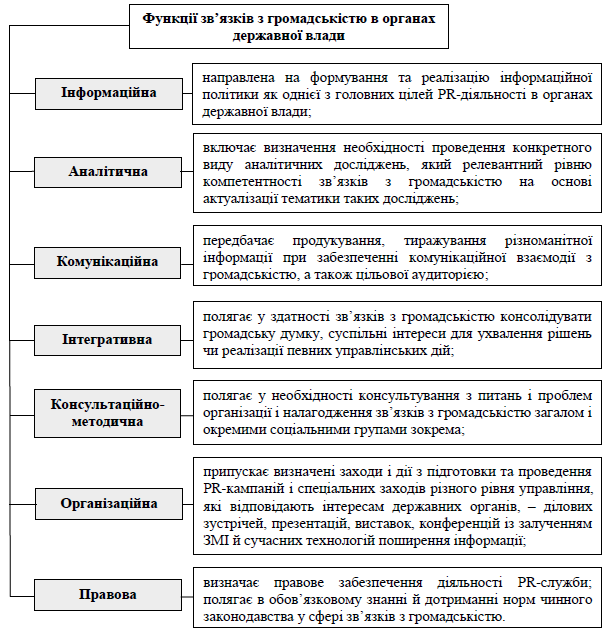 Функції зв’язків з громадськістю в органах
державної влади
Інформаційна
направлена на формування та реалізацію інформаційної
політики як однієї з головних цілей PR-діяльності в органах
державної влади;
Аналітична
включає визначення необхідності проведення конкретного
виду аналітичних досліджень, який релевантний рівню
компетентності зв’язків з громадськістю на основі
актуалізації тематики таких досліджень;
Комунікаційна
передбачає продукування, тиражування різноманітної
інформації при забезпеченні комунікаційної взаємодії з
громадськістю, а також цільової аудиторією;
Інтегративна
полягає у здатності зв’язків з громадськістю консолідувати
громадську думку, суспільні інтереси для ухвалення рішень
чи реалізації певних управлінських дій;
Консультаційно-
методична
полягає у необхідності консультування з питань і проблем
організації і налагодження зв’язків з громадськістю загалом і
окремими соціальними групами зокрема;
Організаційна
припускає визначені заходи і дії з підготовки та проведення
PR-кампаній і спеціальних заходів різного рівня управління,
які відповідають інтересам державних органів, – ділових
зустрічей, презентацій, виставок, конференцій із залученням
ЗМІ й сучасних технологій поширення інформації;
Правова
визначає правове забезпечення діяльності PR-служби;
полягає в обов’язковому знанні й дотриманні норм чинного
законодавства у сфері зв’язків з громадськістю.